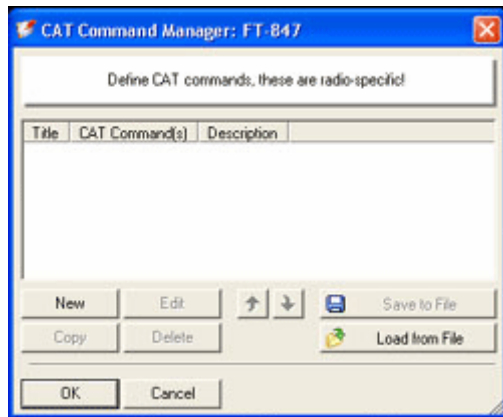 CAT Command Manager: FT-847
Define CAT commands, these are radio-specific!
Title CAT Command(s) Description
New Edit Save to File
Copy Delete Load from File
OK Cancel